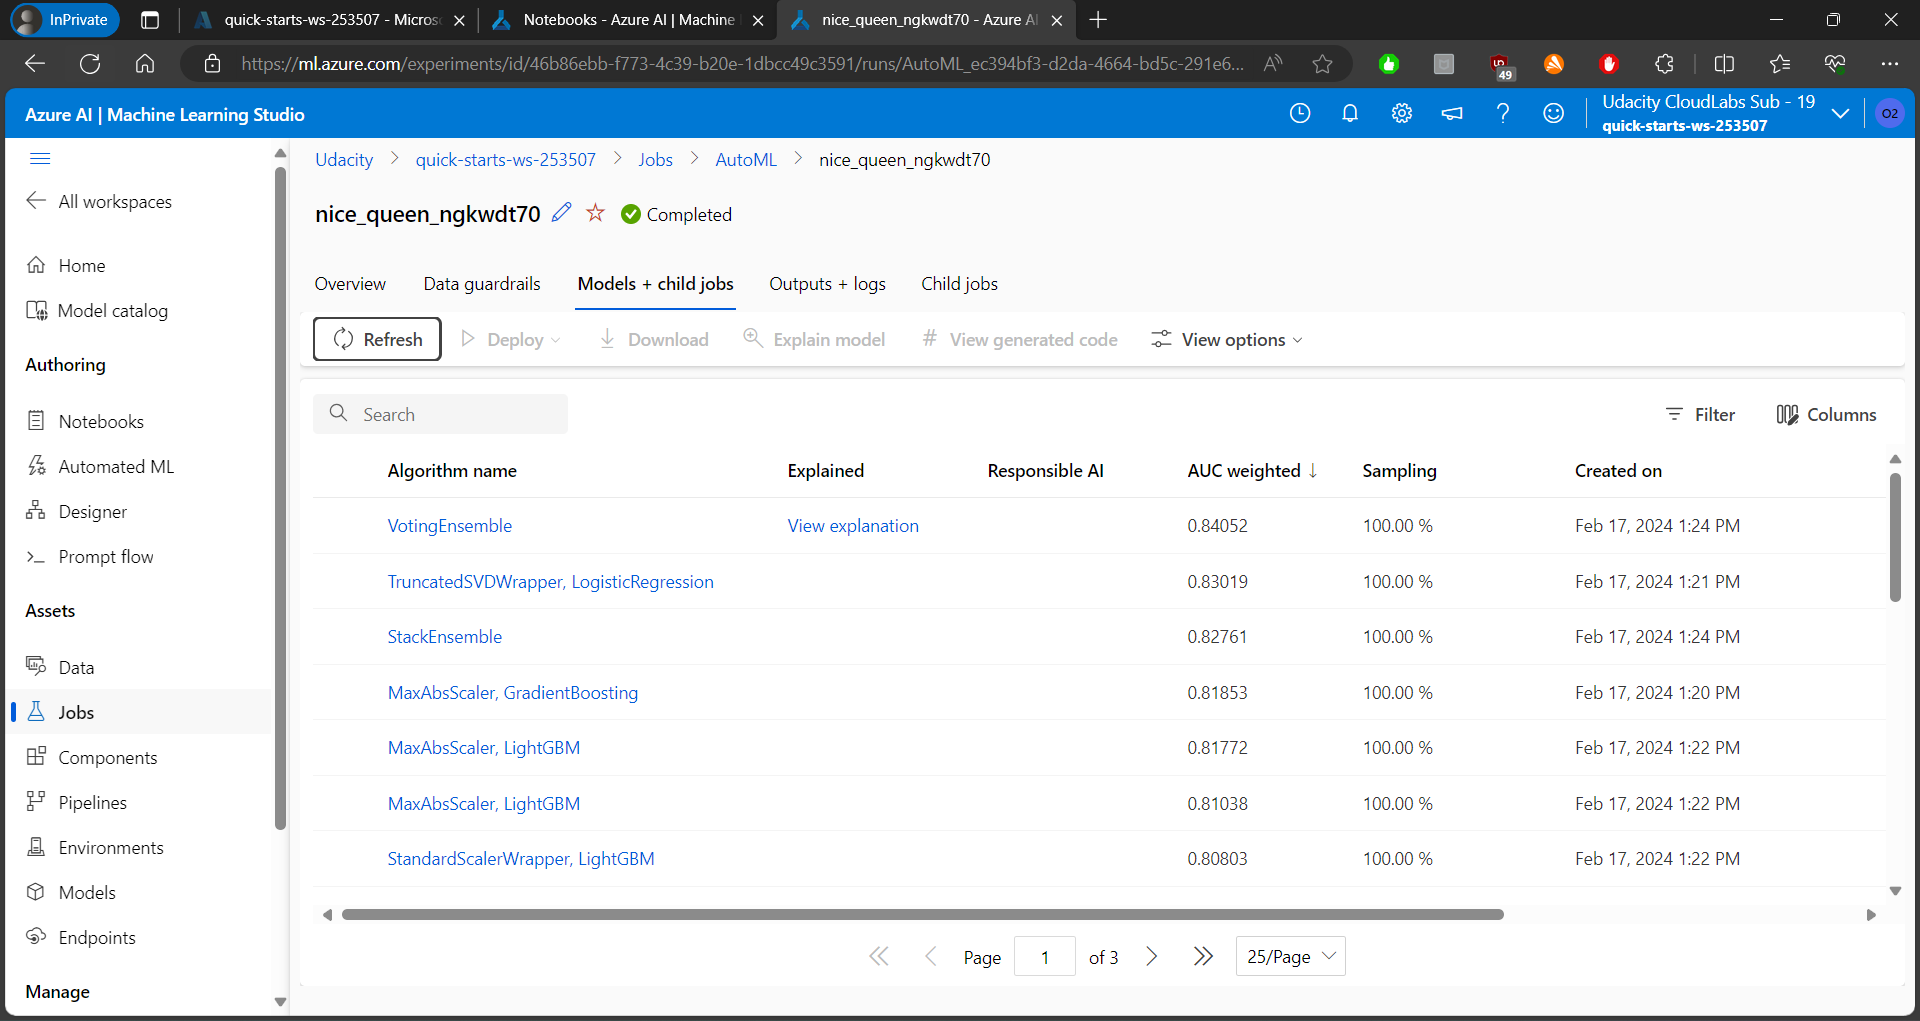 InPrivate
quick-starts-ws-253507 - Micros
Notebooks - Azure AI | Machine
nice_queen_ngkwdt70 - Azure AI
https://ml.azure.com/experiments/id/46b86ebb-f773-4c39-b20e-1dbcc49c3591/runs/AutoML_ec394bf3-d2da-4664-bd5c-291e6...
49
Azure AI | Machine Learning Studio
Udacity CloudLabs Sub - 19
quick-starts-ws-253507
O2
All workspaces
Home
Model catalog
Authoring
Notebooks
Automated ML
Designer
Prompt flow
Assets
Data
Jobs
Components
Pipelines
Environments
Models
Endpoints
Manage
Udacity > quick-starts-ws-253507 > Jobs > AutoML > nice_queen_ngkwdt70
nice_queen_ngkwdt70 Completed
Overview Data guardrails Models + child jobs Outputs + logs Child jobs
Refresh Deploy Download Explain model View generated code View options
Search
Filter Columns
Algorithm name Explained Responsible AI AUC weighted ↓ Sampling Created on
VotingEnsemble View explanation 0.84052 100.00 % Feb 17, 2024 1:24 PM
TruncatedSVDWrapper, LogisticRegression 0.83019 100.00 % Feb 17, 2024 1:21 PM
StackEnsemble 0.82761 100.00 % Feb 17, 2024 1:24 PM
MaxAbsScaler, GradientBoosting 0.81853 100.00 % Feb 17, 2024 1:20 PM
MaxAbsScaler, LightGBM 0.81772 100.00 % Feb 17, 2024 1:22 PM
MaxAbsScaler, LightGBM 0.81038 100.00 % Feb 17, 2024 1:22 PM
StandardScalerWrapper, LightGBM 0.80803 100.00 % Feb 17, 2024 1:22 PM
Page 1 of 3 25/Page